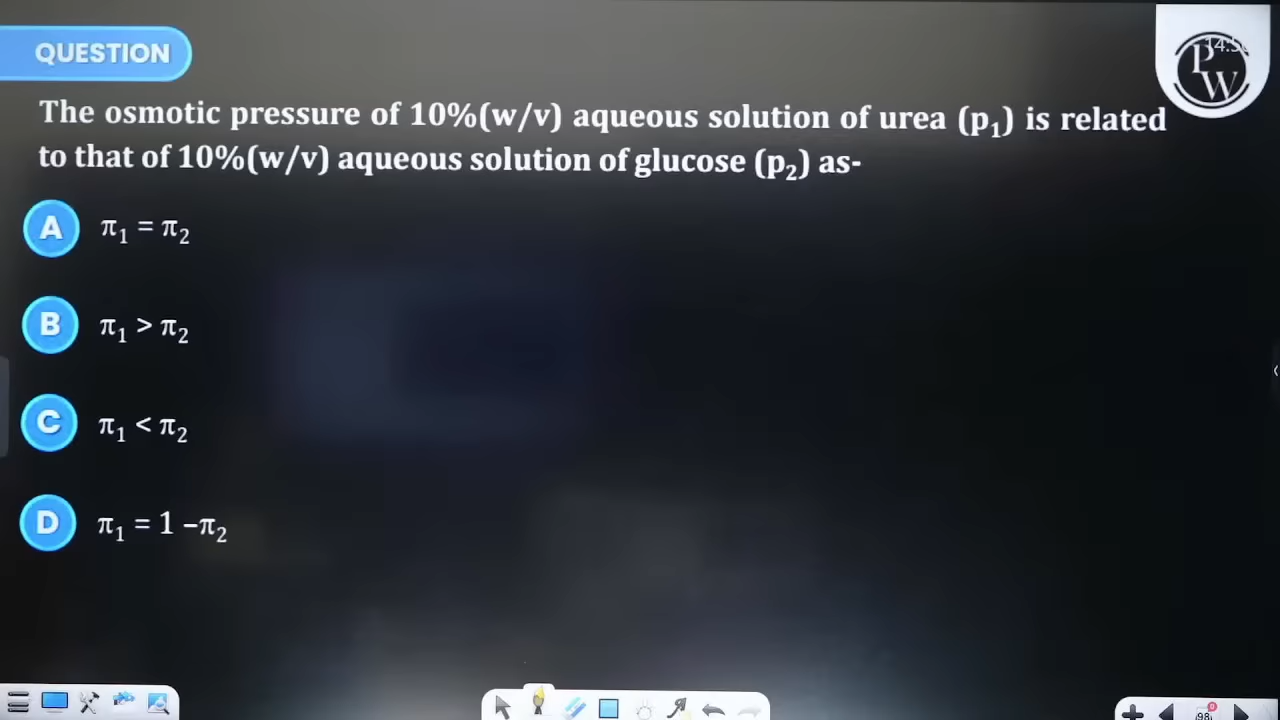 QUESTION
The osmotic pressure of 10%(w/v) aqueous solution of urea (p₁) is related
to that of 10%(w/v) aqueous solution of glucose (p₂) as-
A π₁ = π₂
B π₁ > π₂
C π₁ < π₂
D π₁ = 1 –π₂
PW